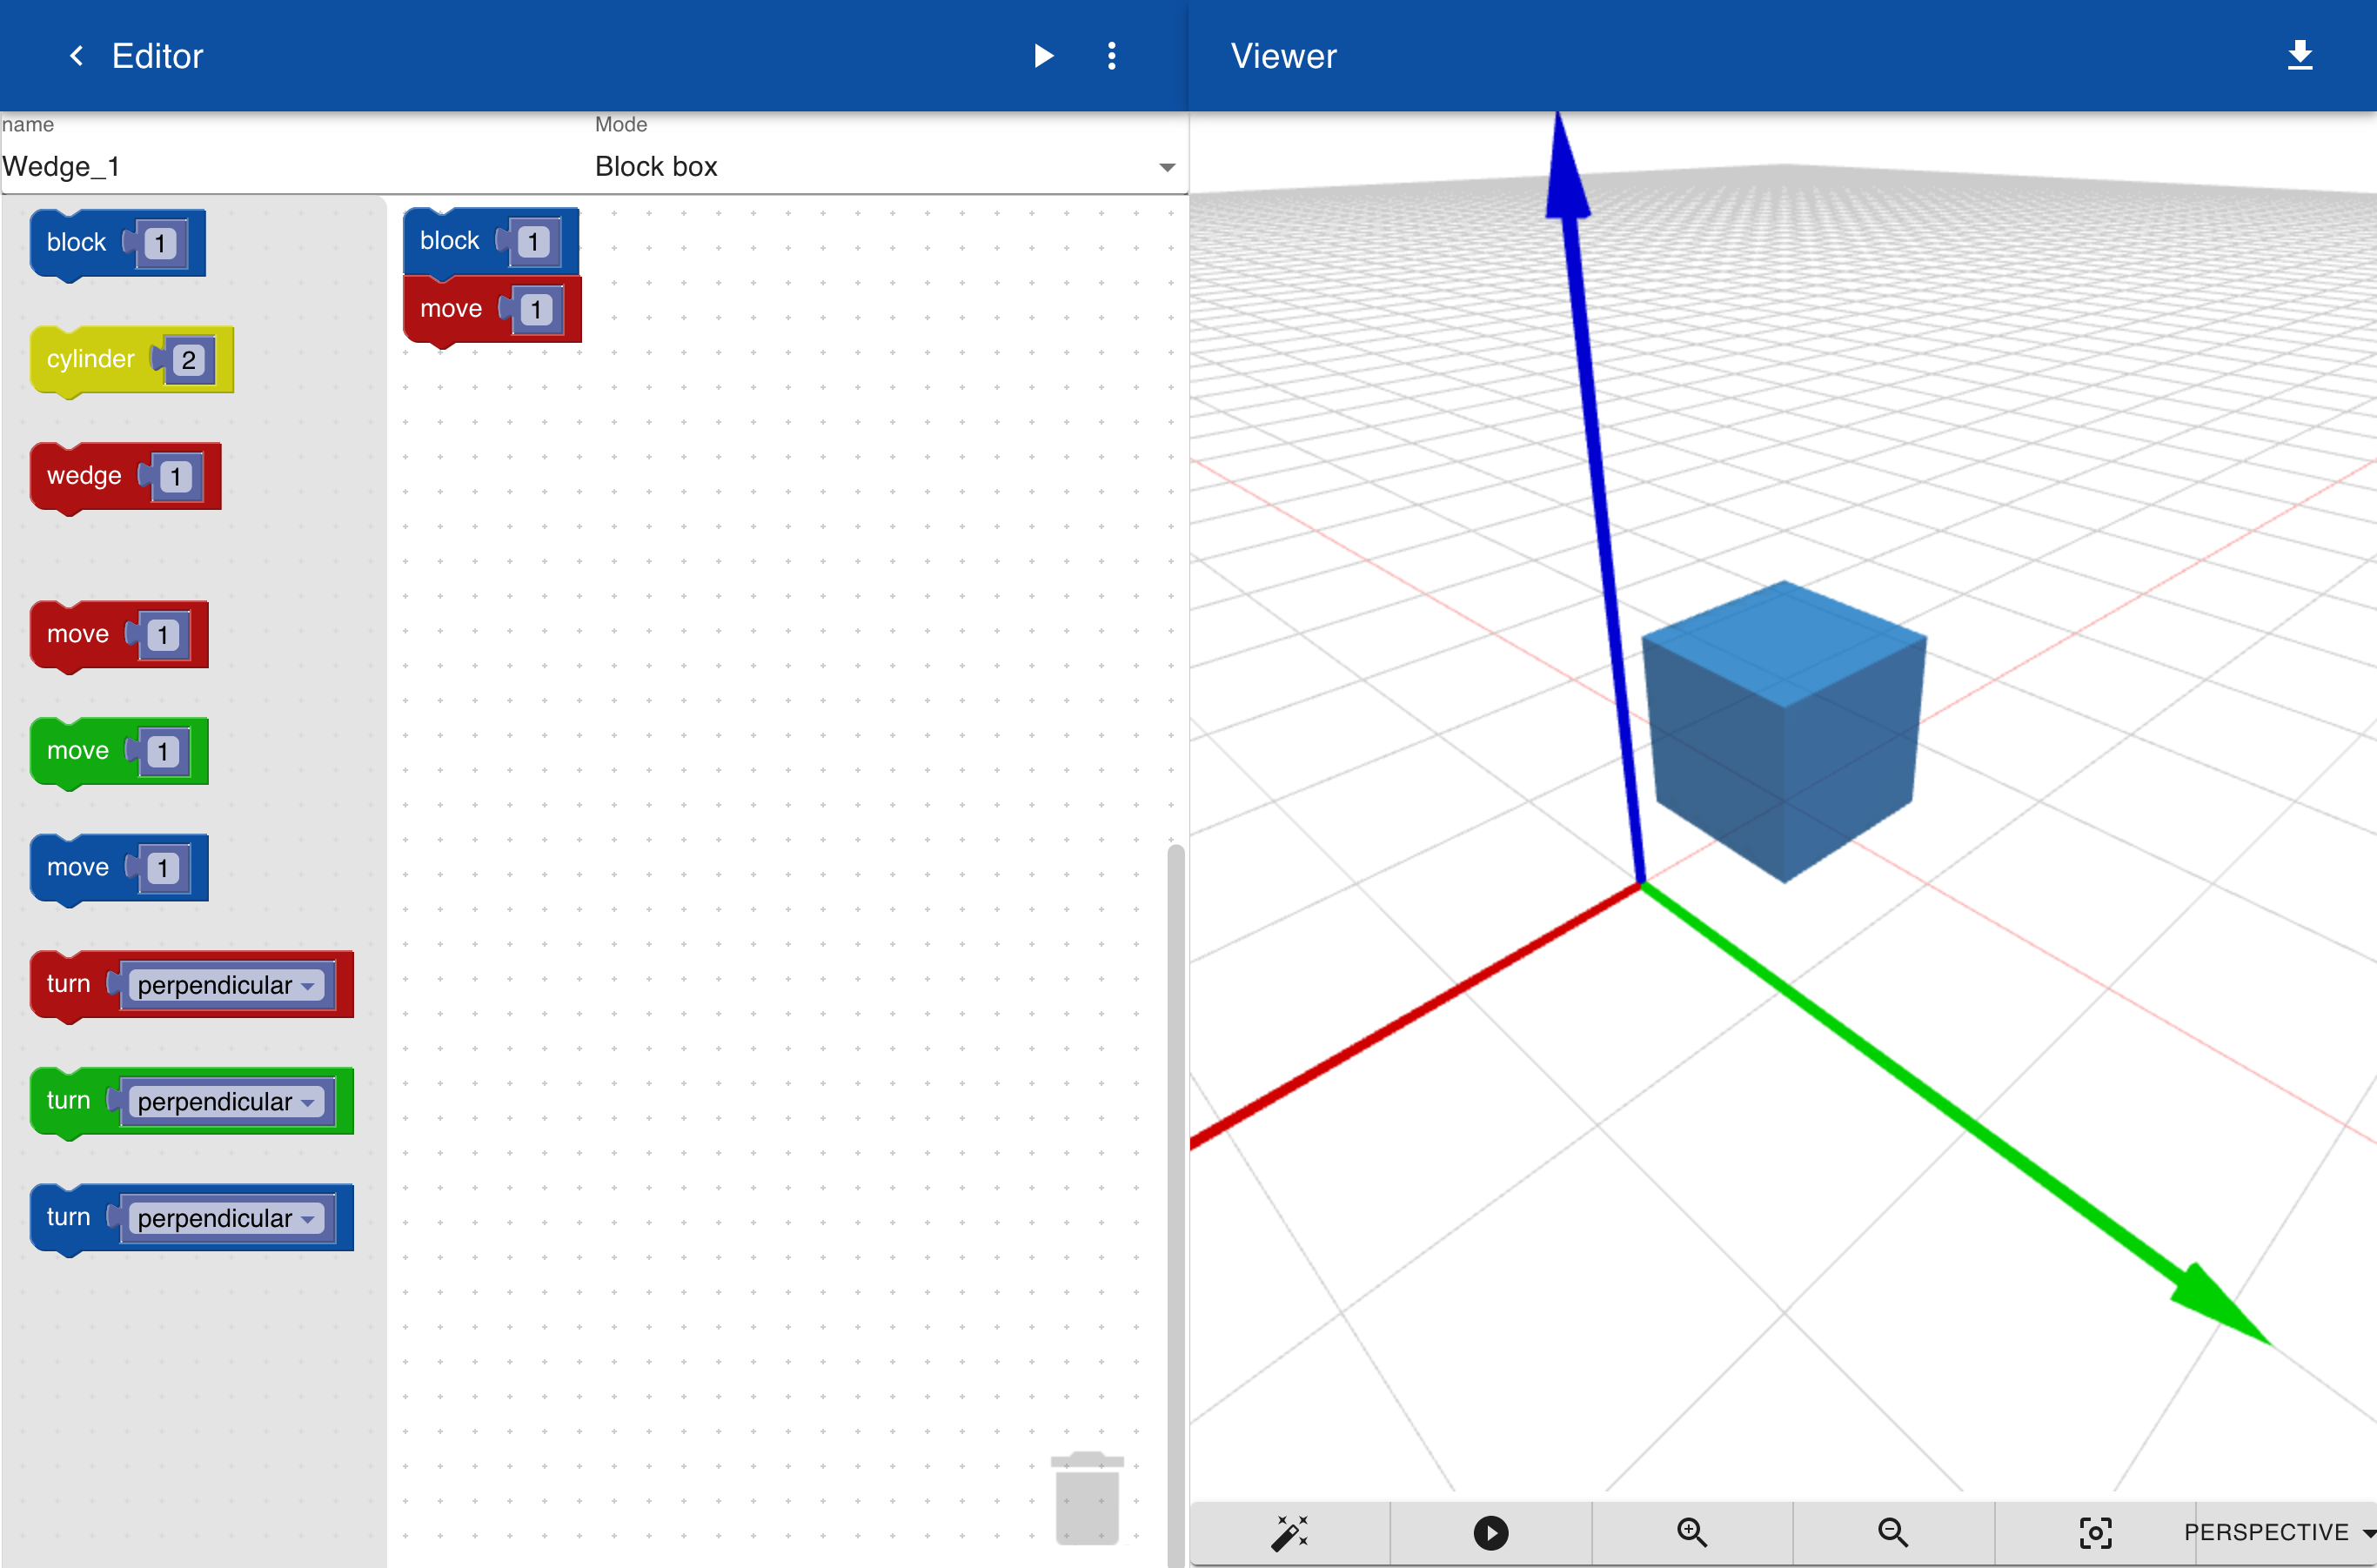 Editor
Viewer
name
Mode
Wedge_1
Block box
block 1
cylinder 2
wedge 1
move 1
move 1
move 1
turn perpendicular
turn perpendicular
turn perpendicular
block 1
move 1
PERSPECTIVE